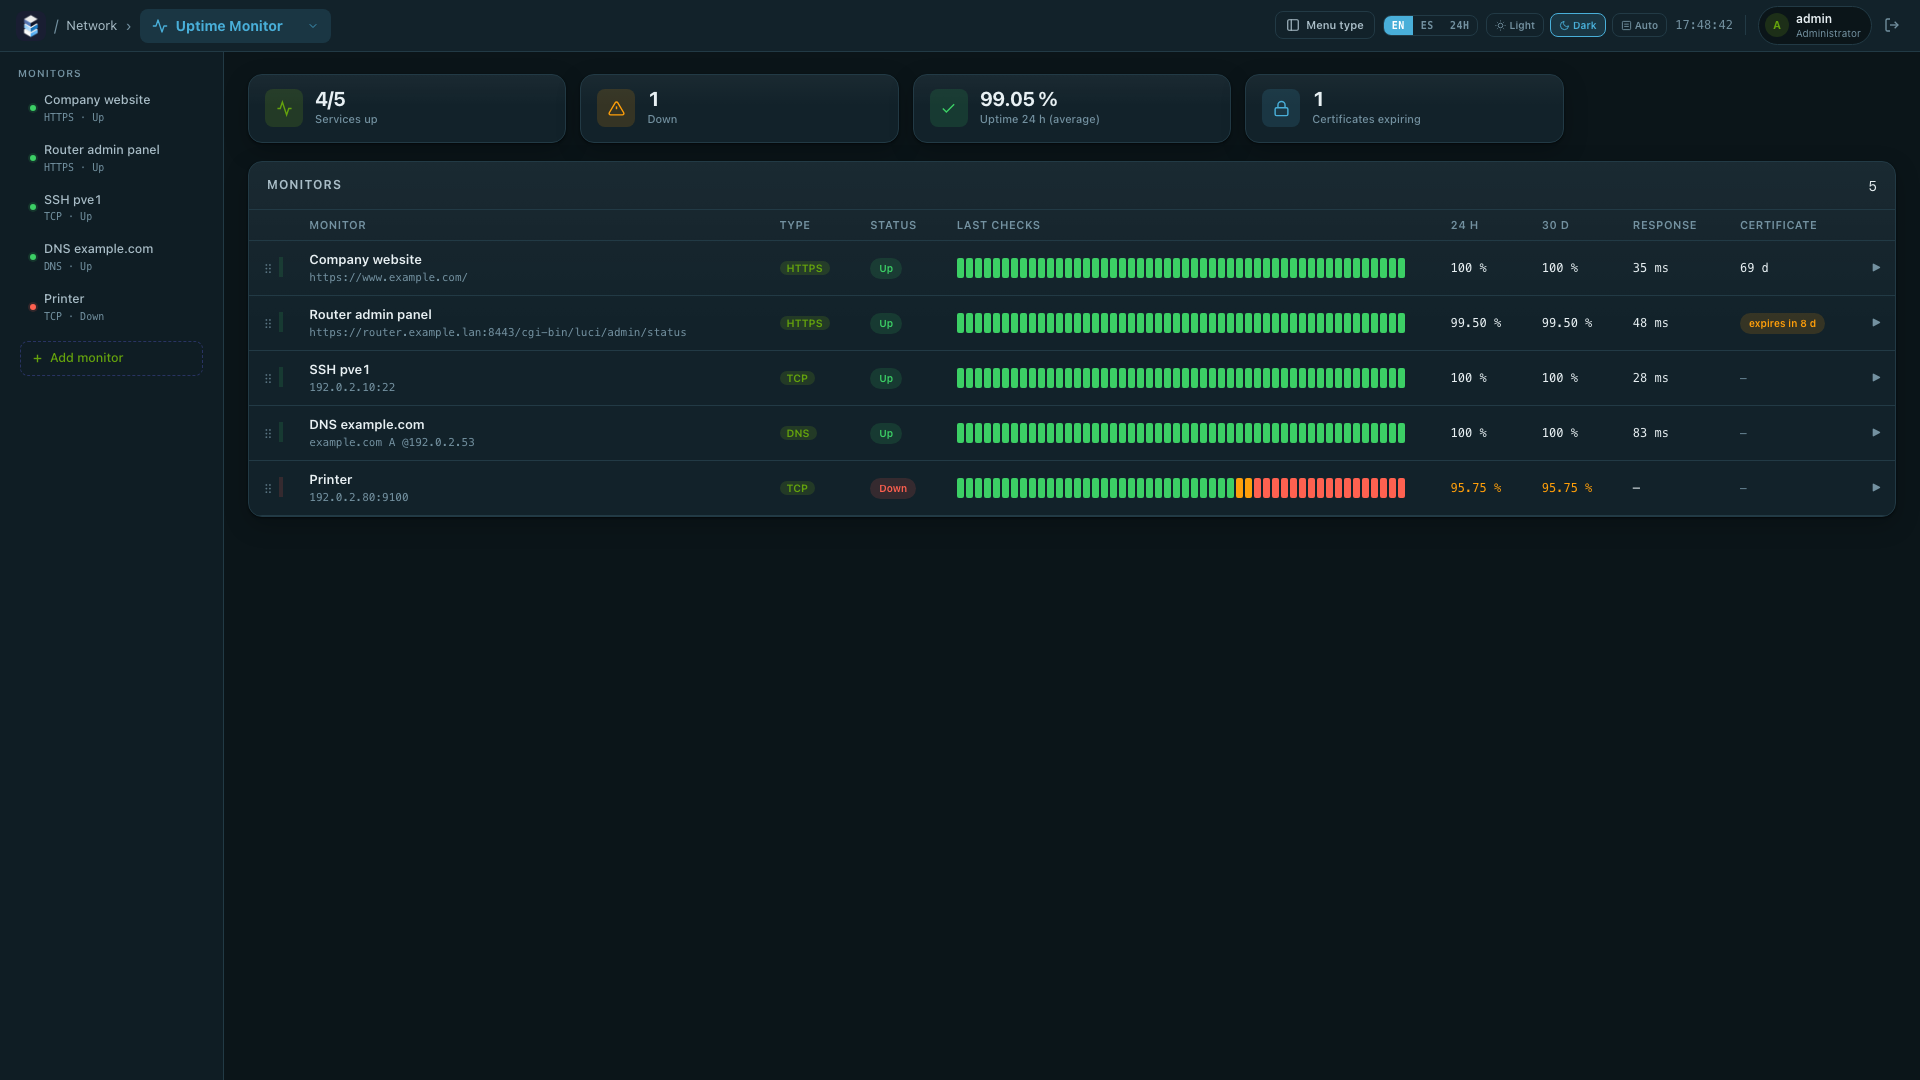 / Network › Uptime Monitor
Menu type
EN ES 24H
Light Dark Auto
17:48:42
A
admin
Administrator
MONITORS
Company website
HTTPS · Up
Router admin panel
HTTPS · Up
SSH pve1
TCP · Up
DNS example.com
DNS · Up
Printer
TCP · Down
+ Add monitor
4/5
Services up
1
Down
99.05 %
Uptime 24 h (average)
1
Certificates expiring
MONITORS 5
MONITOR TYPE STATUS LAST CHECKS 24 H 30 D RESPONSE CERTIFICATE
Company website
https://www.example.com/
HTTPS Up 100 % 100 % 35 ms 69 d
Router admin panel
https://router.example.lan:8443/cgi-bin/luci/admin/status
HTTPS Up 99.50 % 99.50 % 48 ms expires in 8 d
SSH pve1
192.0.2.10:22
TCP Up 100 % 100 % 28 ms –
DNS example.com
example.com A @192.0.2.53
DNS Up 100 % 100 % 83 ms –
Printer
192.0.2.80:9100
TCP Down 95.75 % 95.75 % – –